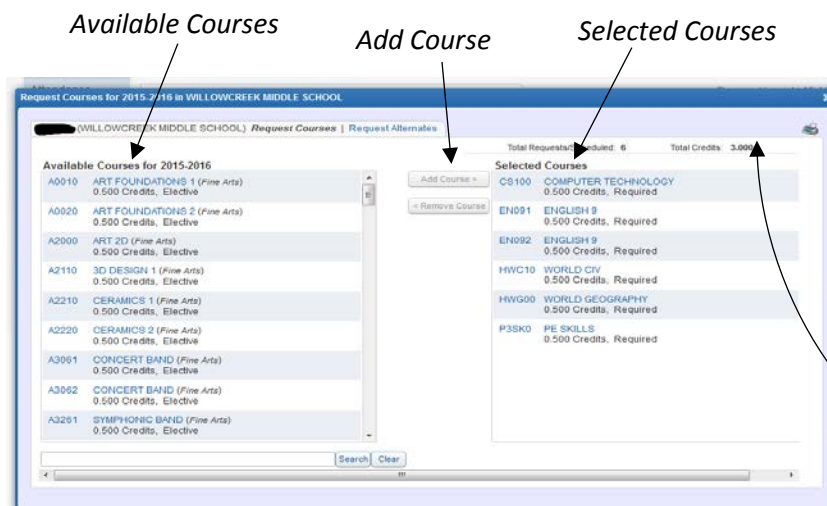 Available Courses
Add Course
Selected Courses
Request Courses for 2015-2016 in WILLOWCREEK MIDDLE SCHOOL
(WILLOWCREEK MIDDLE SCHOOL) Request Courses | Request Alternates
Total Requests/Scheduled: 6 Total Credits: 3.000
Available Courses for 2015-2016
A0010 ART FOUNDATIONS 1 (Fine Arts)
0.500 Credits, Elective
A0020 ART FOUNDATIONS 2 (Fine Arts)
0.500 Credits, Elective
A2000 ART 2D (Fine Arts)
0.500 Credits, Elective
A2110 3D DESIGN 1 (Fine Arts)
0.500 Credits, Elective
A2210 CERAMICS 1 (Fine Arts)
0.500 Credits, Elective
A2220 CERAMICS 2 (Fine Arts)
0.500 Credits, Elective
A3061 CONCERT BAND (Fine Arts)
0.500 Credits, Elective
A3062 CONCERT BAND (Fine Arts)
0.500 Credits, Elective
A3261 SYMPHONIC BAND (Fine Arts)
0.500 Credits, Elective
Search Clear
Add Course >
< Remove Course
Selected Courses
CS100 COMPUTER TECHNOLOGY
0.500 Credits, Required
EN091 ENGLISH 9
0.500 Credits, Required
EN092 ENGLISH 9
0.500 Credits, Required
HWC10 WORLD CIV
0.500 Credits, Required
HWG00 WORLD GEOGRAPHY
0.500 Credits, Required
P3SK0 PE SKILLS
0.500 Credits, Required